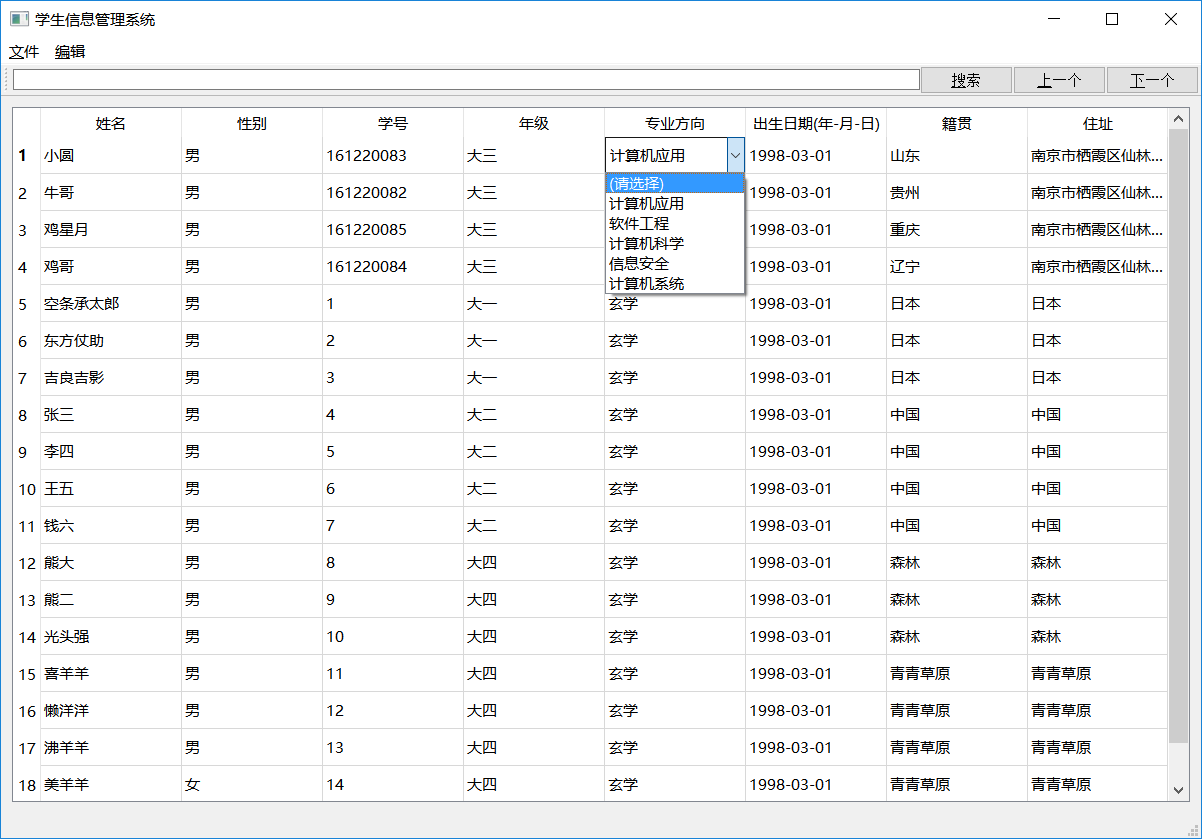 学生信息管理系统
文件 编辑
搜索 上一个 下一个
姓名 性别 学号 年级 专业方向 出生日期(年-月-日) 籍贯 住址
1 小圆 男 161220083 大三 计算机应用 1998-03-01 山东 南京市栖霞区仙林...
(请选择)
2 牛哥 男 161220082 大三 1998-03-01 贵州 南京市栖霞区仙林...
计算机应用
软件工程
3 鸡星月 男 161220085 大三 1998-03-01 重庆 南京市栖霞区仙林...
计算机科学
信息安全
4 鸡哥 男 161220084 大三 1998-03-01 辽宁 南京市栖霞区仙林...
计算机系统
5 空条承太郎 男 1 大一 玄学 1998-03-01 日本 日本
6 东方仗助 男 2 大一 玄学 1998-03-01 日本 日本
7 吉良吉影 男 3 大一 玄学 1998-03-01 日本 日本
8 张三 男 4 大二 玄学 1998-03-01 中国 中国
9 李四 男 5 大二 玄学 1998-03-01 中国 中国
10 王五 男 6 大二 玄学 1998-03-01 中国 中国
11 钱六 男 7 大二 玄学 1998-03-01 中国 中国
12 熊大 男 8 大四 玄学 1998-03-01 森林 森林
13 熊二 男 9 大四 玄学 1998-03-01 森林 森林
14 光头强 男 10 大四 玄学 1998-03-01 森林 森林
15 喜羊羊 男 11 大四 玄学 1998-03-01 青青草原 青青草原
16 懒洋洋 男 12 大四 玄学 1998-03-01 青青草原 青青草原
17 沸羊羊 男 13 大四 玄学 1998-03-01 青青草原 青青草原
18 美羊羊 女 14 大四 玄学 1998-03-01 青青草原 青青草原